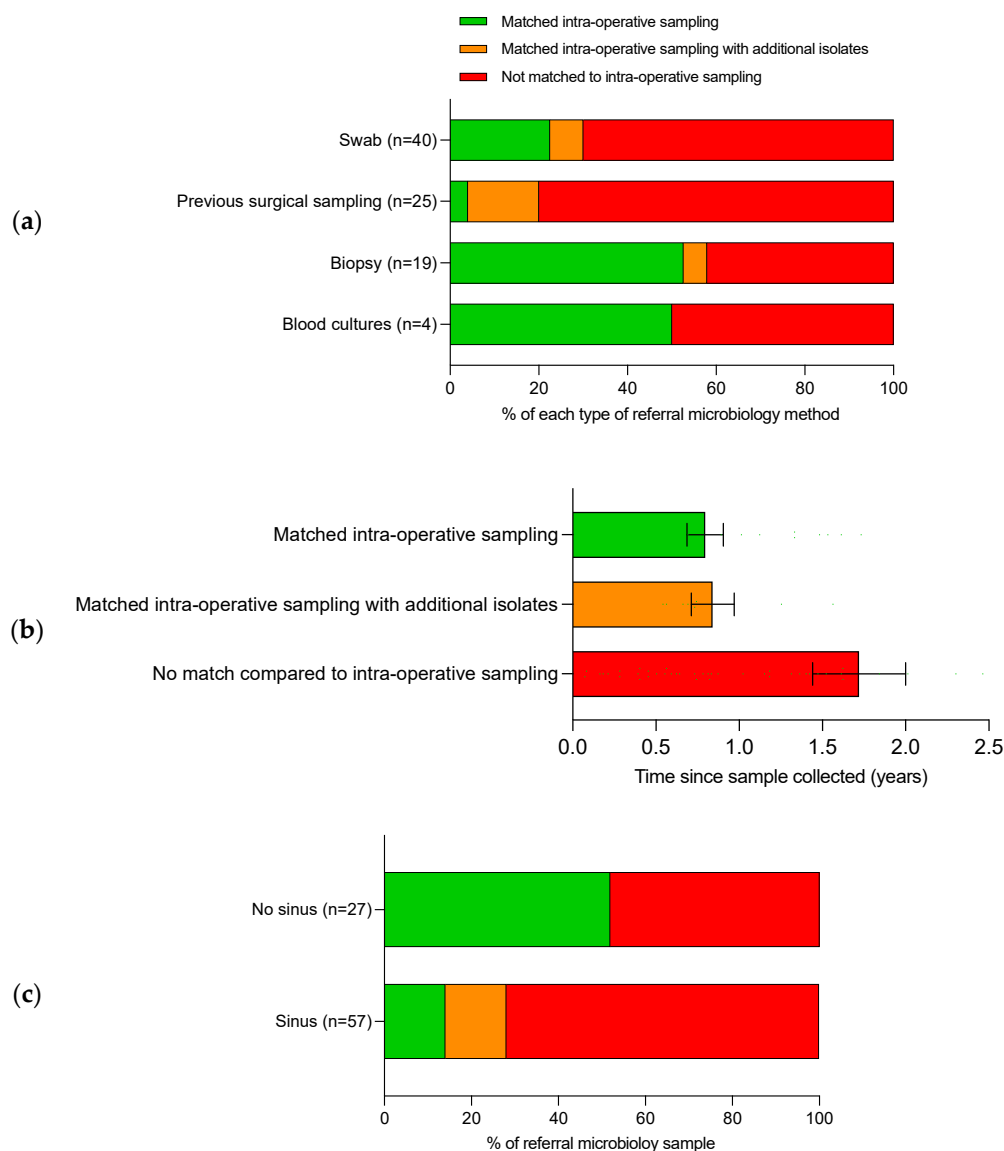 Matched intra-operative sampling
Matched intra-operative sampling with additional isolates
Not matched to intra-operative sampling
(a)
Swab (n=40)
Previous surgical sampling (n=25)
Biopsy (n=19)
Blood cultures (n=4)
0 20 40 60 80 100
% of each type of referral microbiology method
(b)
Matched intra-operative sampling
Matched intra-operative sampling with additional isolates
No match compared to intra-operative sampling
0.0 0.5 1.0 1.5 2.0 2.5
Time since sample collected (years)
(c)
No sinus (n=27)
Sinus (n=57)
0 20 40 60 80 100
% of referral microbioloy sample